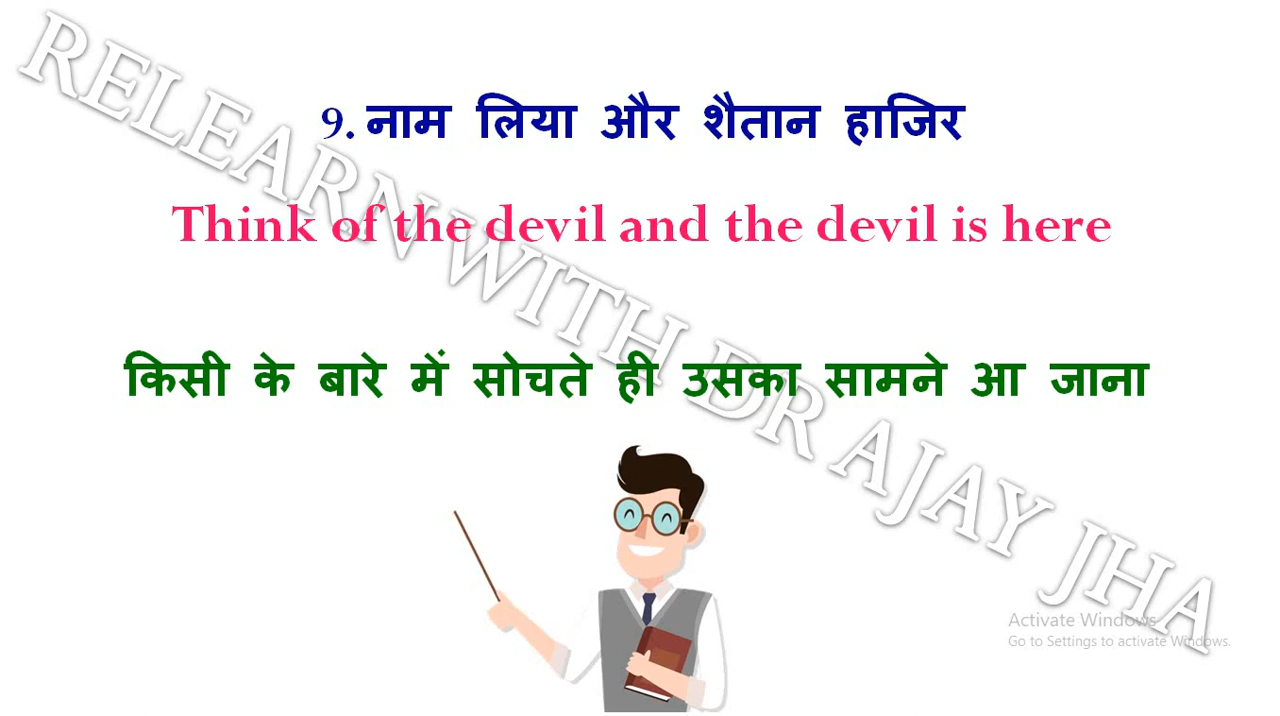 9. नाम लिया और शैतान हाजिर
Think of the devil and the devil is here
किसी के बारे में सोचते ही उसका सामने आ जाना
RELEARN WITH DR AJAY JHA
Activate Windows
Go to Settings to activate Windows.